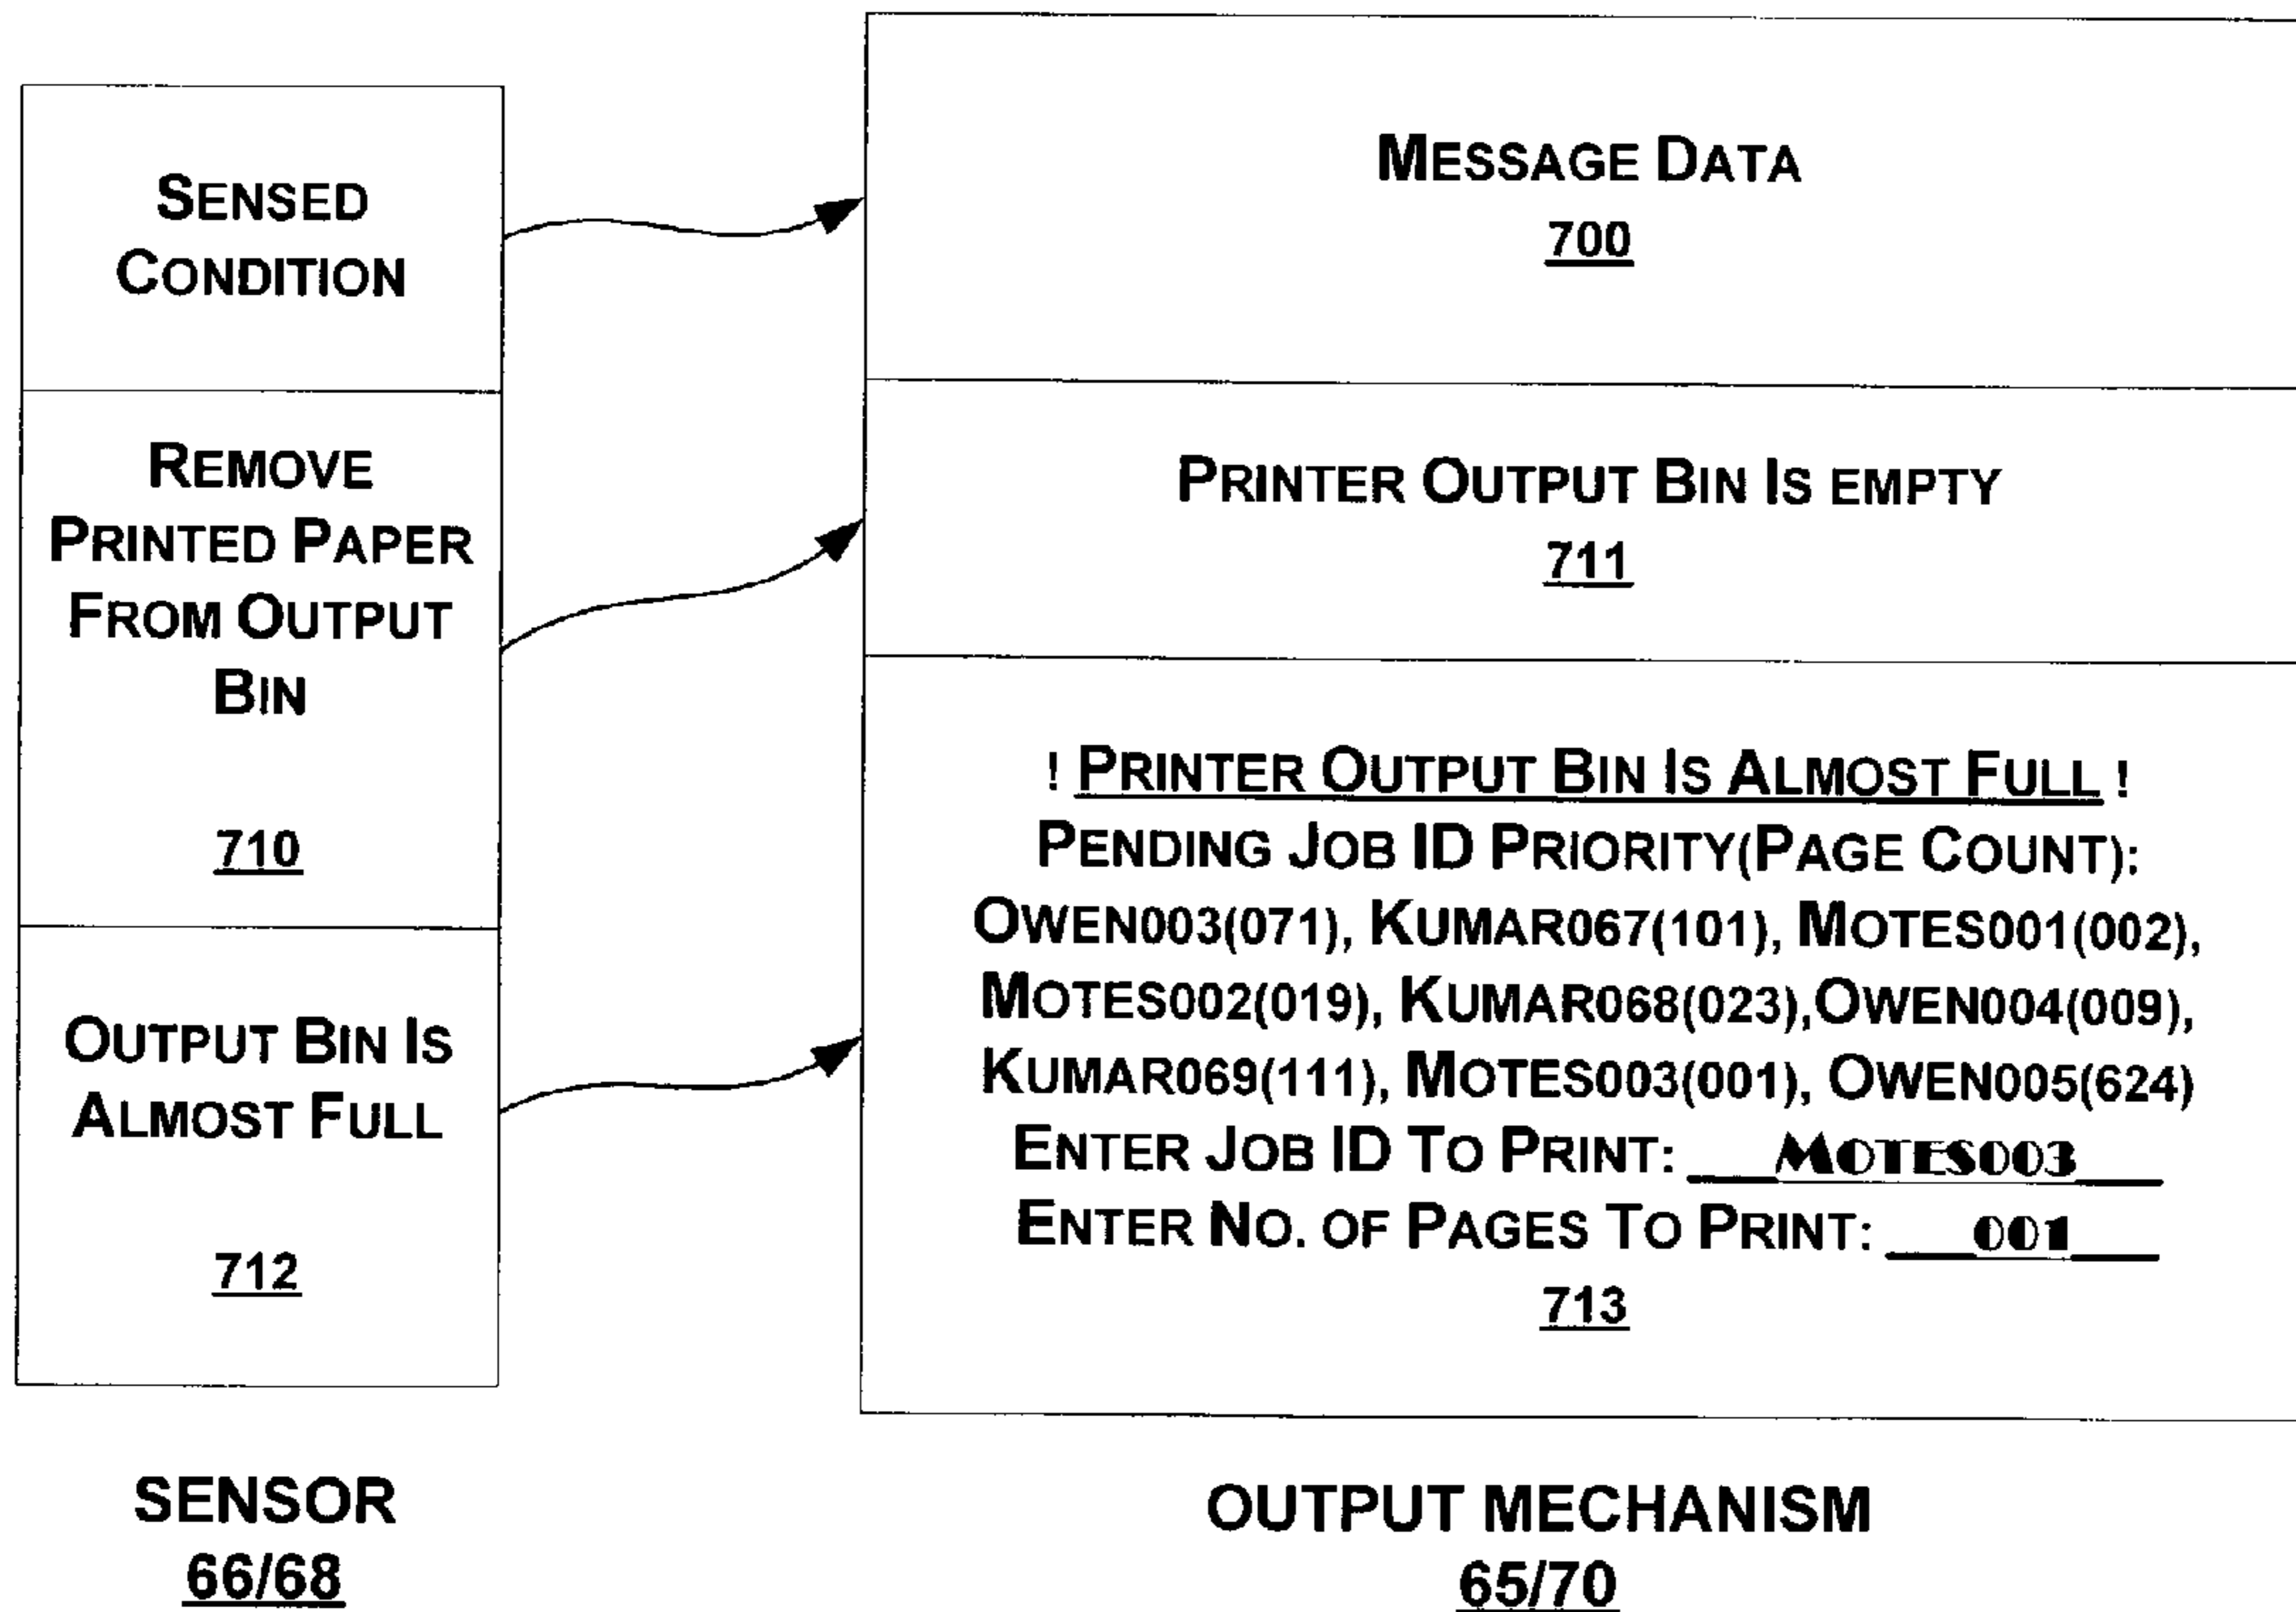 SENSED
CONDITION
REMOVE
PRINTED PAPER
FROM OUTPUT
BIN
710
OUTPUT BIN IS
ALMOST FULL
712
SENSOR
66/68
MESSAGE DATA
700
PRINTER OUTPUT BIN IS EMPTY
711
! PRINTER OUTPUT BIN IS ALMOST FULL !
PENDING JOB ID PRIORITY(PAGE COUNT):
OWEN003(071), KUMAR067(101), MOTES001(002),
MOTES002(019), KUMAR068(023),OWEN004(009),
KUMAR069(111), MOTES003(001), OWEN005(624)
ENTER JOB ID TO PRINT: ___MOTES003___
ENTER NO. OF PAGES TO PRINT: ___001___
713
OUTPUT MECHANISM
65/70